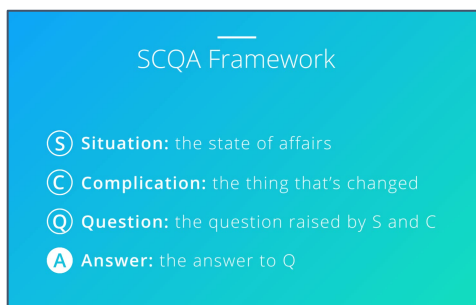 SCQA Framework
S Situation: the state of affairs
C Complication: the thing that's changed
Q Question: the question raised by S and C
A Answer: the answer to Q